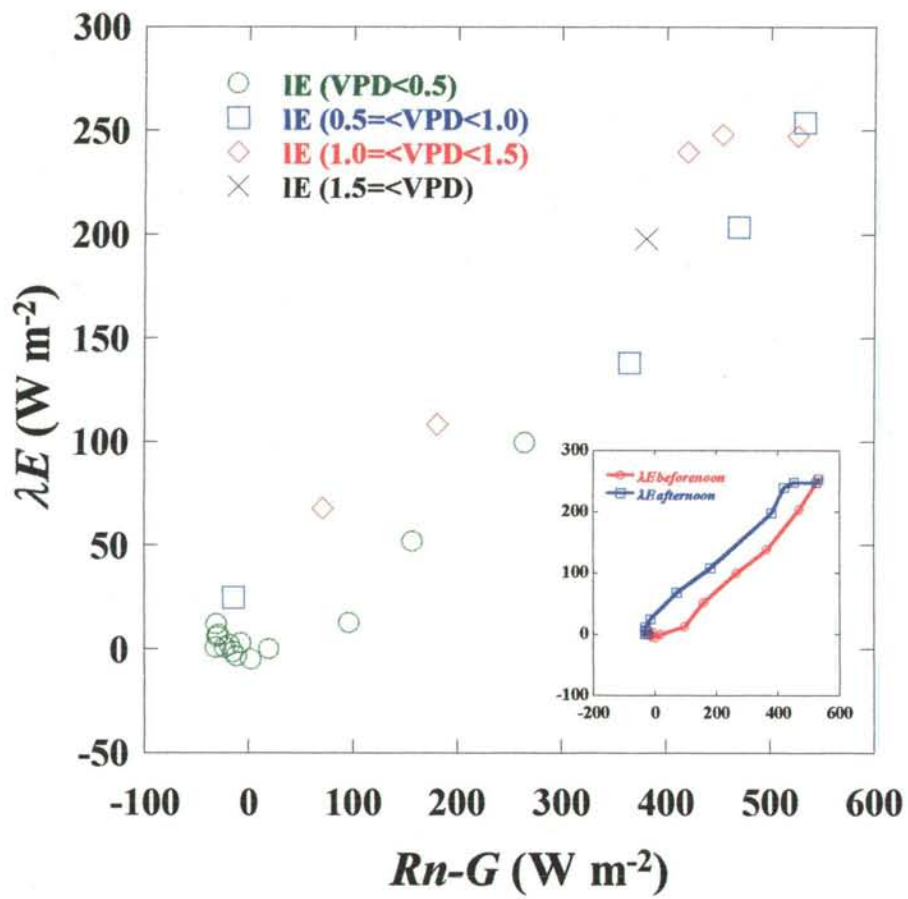 300
250
200
150
100
50
0
-50
λE (W m-2)
lE (VPD<0.5)
lE (0.5=<VPD<1.0)
lE (1.0=<VPD<1.5)
lE (1.5=<VPD)
300
200
100
0
-100
λE beforenoon
λE afternoon
-200 0 200 400 600
-100 0 100 200 300 400 500 600
Rn-G (W m-2)